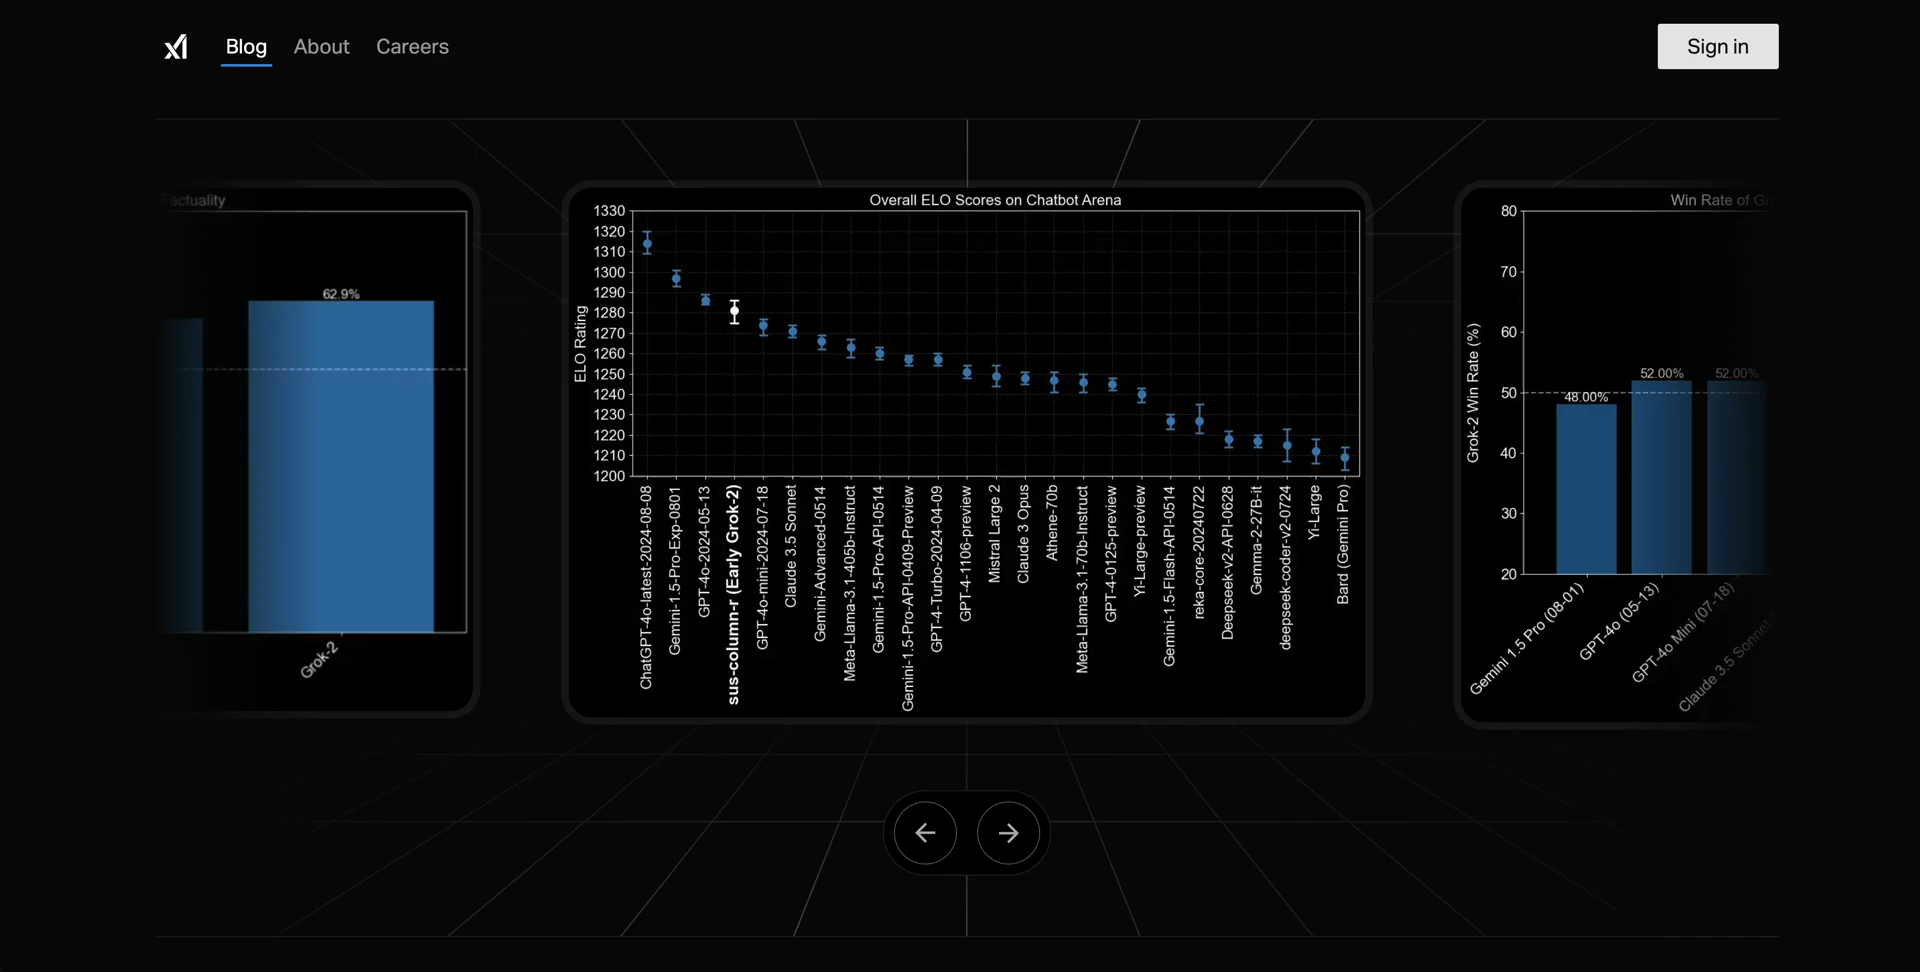 Blog
About
Careers
Sign in
Factuality
62.9%
Grok-2
Overall ELO Scores on Chatbot Arena
ELO Rating
1330
1320
1310
1300
1290
1280
1270
1260
1250
1240
1230
1220
1210
1200
ChatGPT-4o-latest-2024-08-08
Gemini-1.5-Pro-Exp-0801
GPT-4o-2024-05-13
sus-column-r (Early Grok-2)
GPT-4o-mini-2024-07-18
Claude 3.5 Sonnet
Gemini-Advanced-0514
Meta-Llama-3.1-405b-Instruct
Gemini-1.5-Pro-API-0514
Gemini-1.5-Pro-API-0409-Preview
GPT-4-Turbo-2024-04-09
GPT-4-1106-preview
Mistral Large 2
Claude 3 Opus
Athene-70b
Meta-Llama-3.1-70b-Instruct
GPT-4-0125-preview
Yi-Large-preview
Gemini-1.5-Flash-API-0514
reka-core-20240722
Deepseek-v2-API-0628
Gemma-2-27B-it
deepseek-coder-v2-0724
Yi-Large
Bard (Gemini Pro)
Win Rate of Gr
Grok-2 Win Rate (%)
80
70
60
50
40
30
20
48.00%
52.00%
52.00%
Gemini 1.5 Pro (08-01)
GPT-4o (05-13)
GPT-4o Mini (07-18)
Claude 3.5 Sonnet